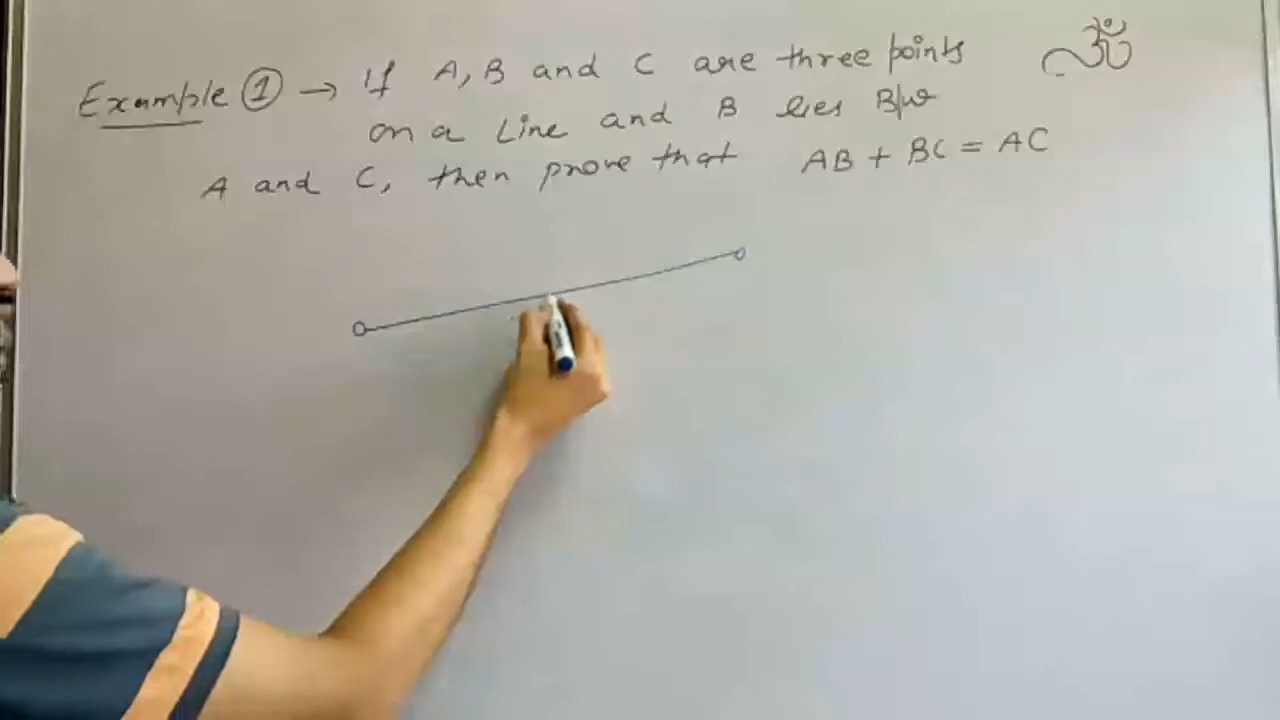 Example ① → If A, B and C are three points
on a Line and B lies B/w
A and C, then prove that AB + BC = AC
ॐ